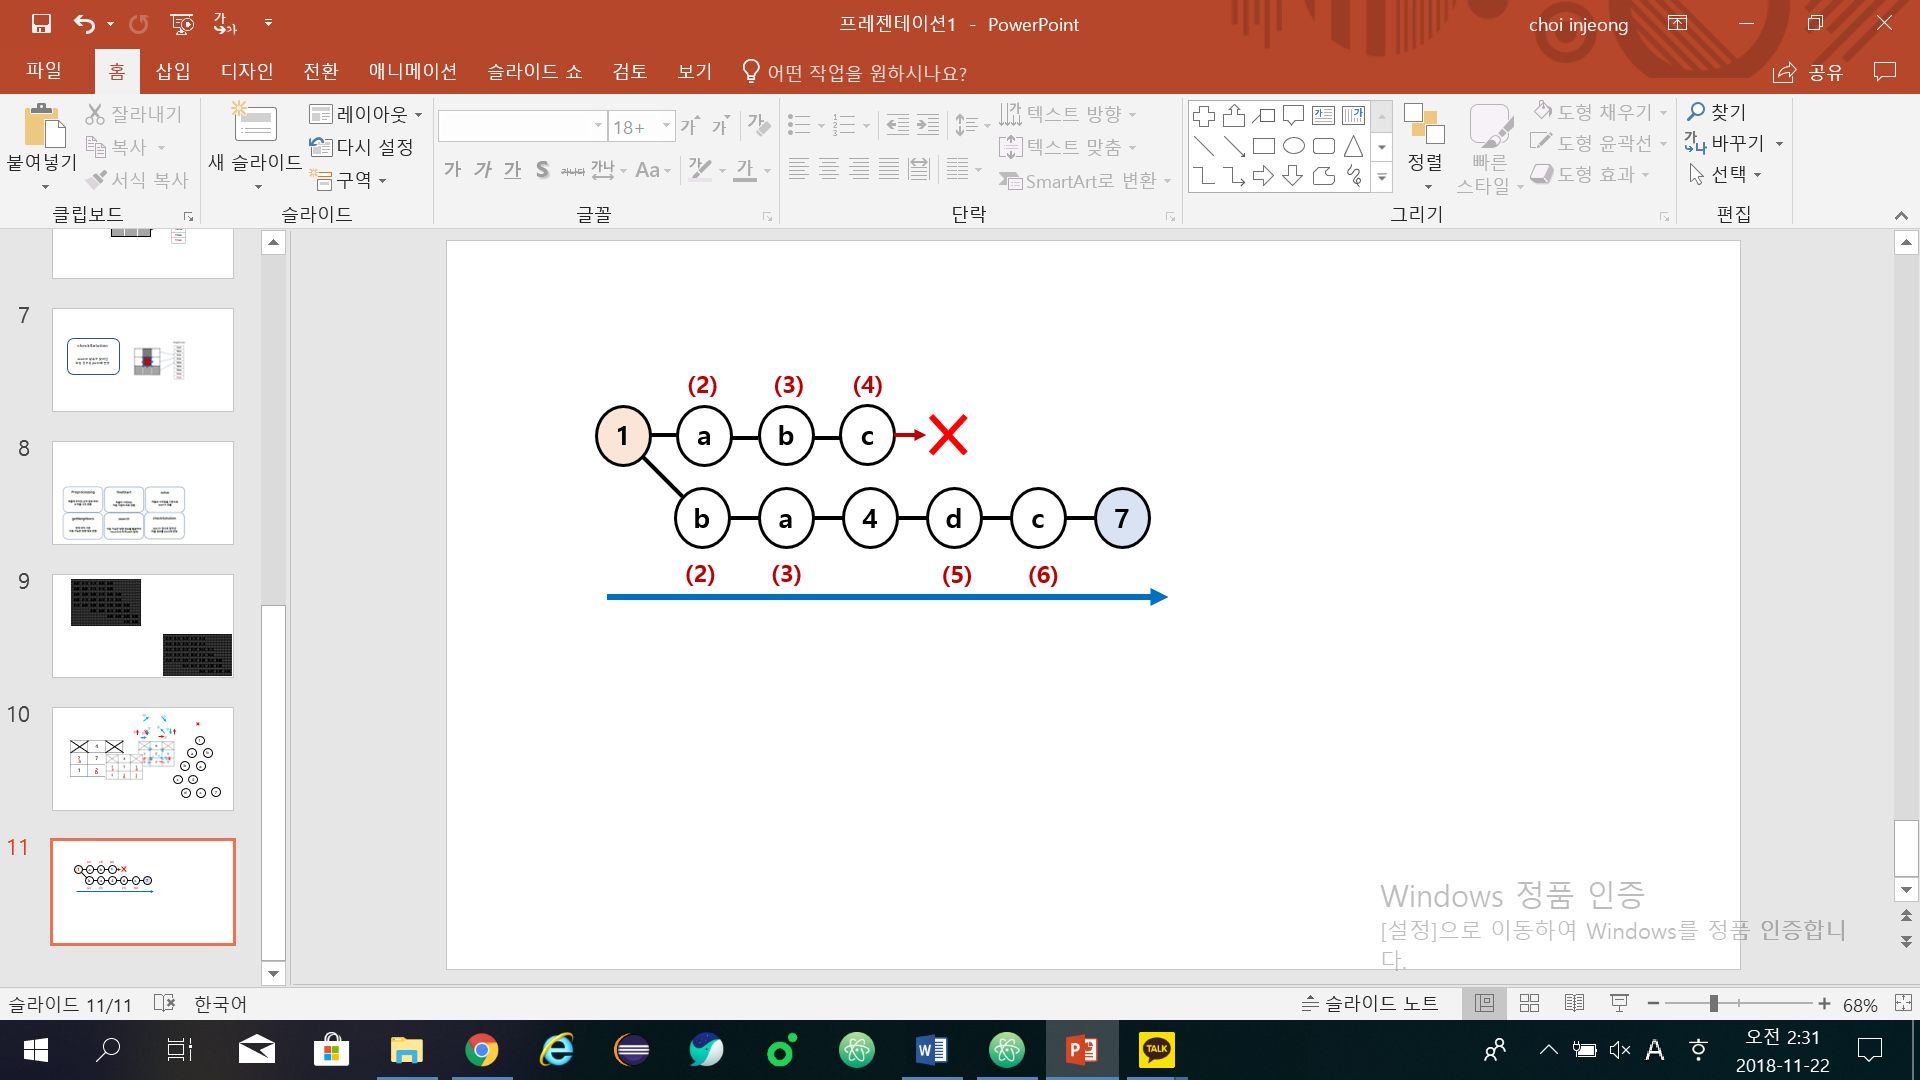 프레젠테이션1 - PowerPoint
choi injeong
파일 홈 삽입 디자인 전환 애니메이션 슬라이드 쇼 검토 보기 어떤 작업을 원하시나요? 공유
붙여넣기
잘라내기
복사
서식 복사
클립보드
새 슬라이드
레이아웃
다시 설정
구역
슬라이드
18+
가 가 가 S 가나 Aa 가
글꼴
텍스트 방향
텍스트 맞춤
SmartArt로 변환
단락
정렬
빠른
스타일
도형 채우기
도형 윤곽선
도형 효과
그리기
찾기
바꾸기
선택
편집
7
checkSolution
8
9
10
11
(2) (3) (4)
1 a b c
b a 4 d c 7
(2) (3) (5) (6)
Windows 정품 인증
[설정]으로 이동하여 Windows를 정품 인증합니
다.
슬라이드 11/11 한국어
슬라이드 노트
68%
TALK
A
오전 2:31
2018-11-22